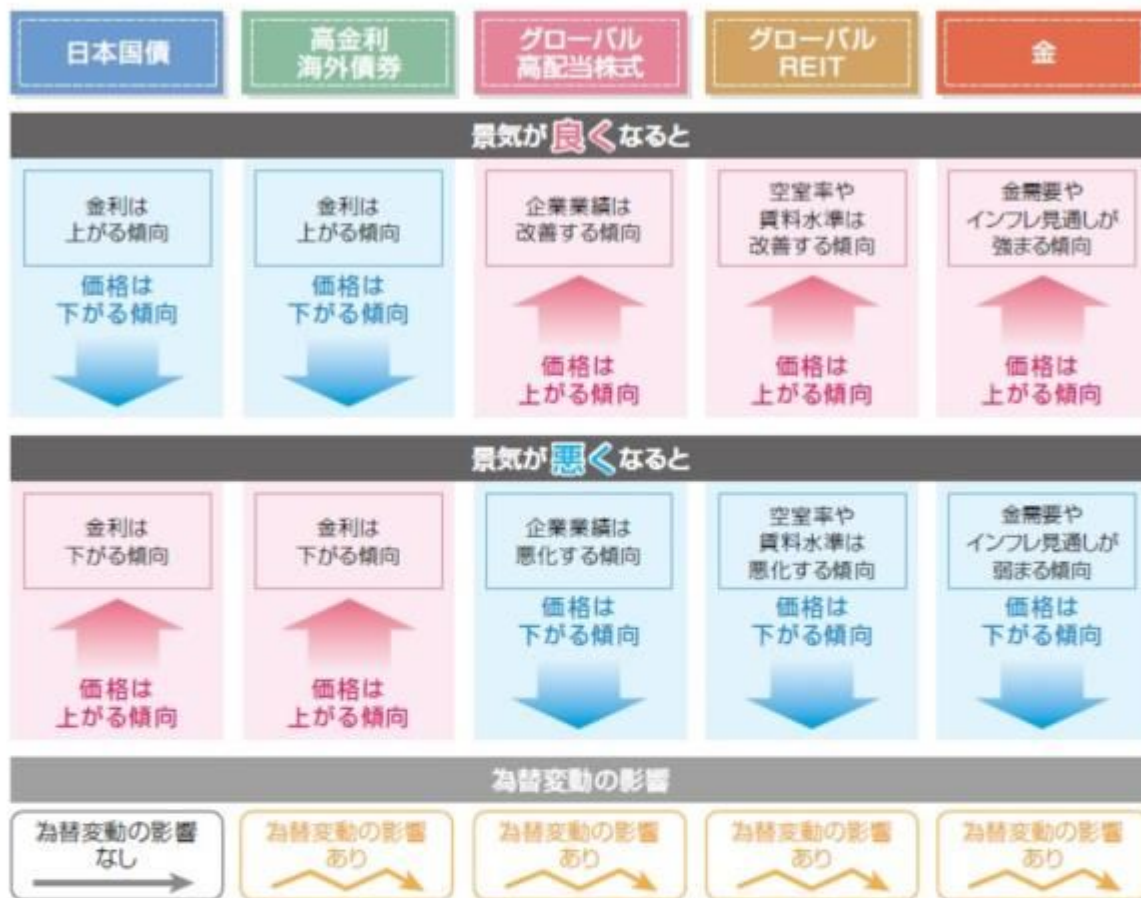 日本国債
高金利
海外債券
グローバル
高配当株式
グローバル
REIT
金
景気が良くなると
金利は
上がる傾向
価格は
下がる傾向
金利は
上がる傾向
価格は
下がる傾向
企業業績は
改善する傾向
価格は
上がる傾向
空室率や
賃料水準は
改善する傾向
価格は
上がる傾向
金需要や
インフレ見通しが
強まる傾向
価格は
上がる傾向
景気が悪くなると
金利は
下がる傾向
価格は
上がる傾向
金利は
下がる傾向
価格は
上がる傾向
企業業績は
悪化する傾向
価格は
下がる傾向
空室率や
賃料水準は
悪化する傾向
価格は
下がる傾向
金需要や
インフレ見通しが
弱まる傾向
価格は
下がる傾向
為替変動の影響
為替変動の影響
なし
為替変動の影響
あり
為替変動の影響
あり
為替変動の影響
あり
為替変動の影響
あり